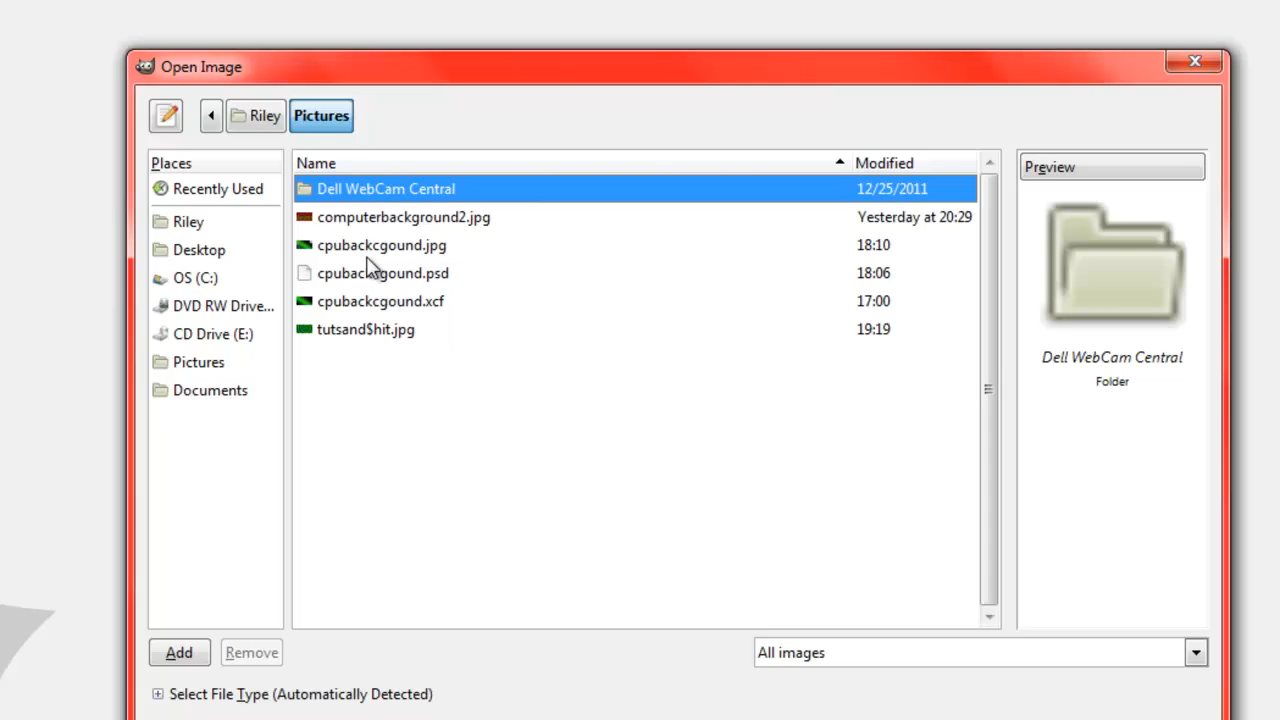 Open Image
Riley Pictures
Places Name Modified Preview
Recently Used Dell WebCam Central 12/25/2011
Riley computerbackground2.jpg Yesterday at 20:29
Desktop cpubackcgound.jpg 18:10
OS (C:) cpubackcgound.psd 18:06
DVD RW Drive... cpubackcgound.xcf 17:00
CD Drive (E:) tutsand$hit.jpg 19:19
Pictures Dell WebCam Central
Folder
Documents
Add Remove All images
Select File Type (Automatically Detected)